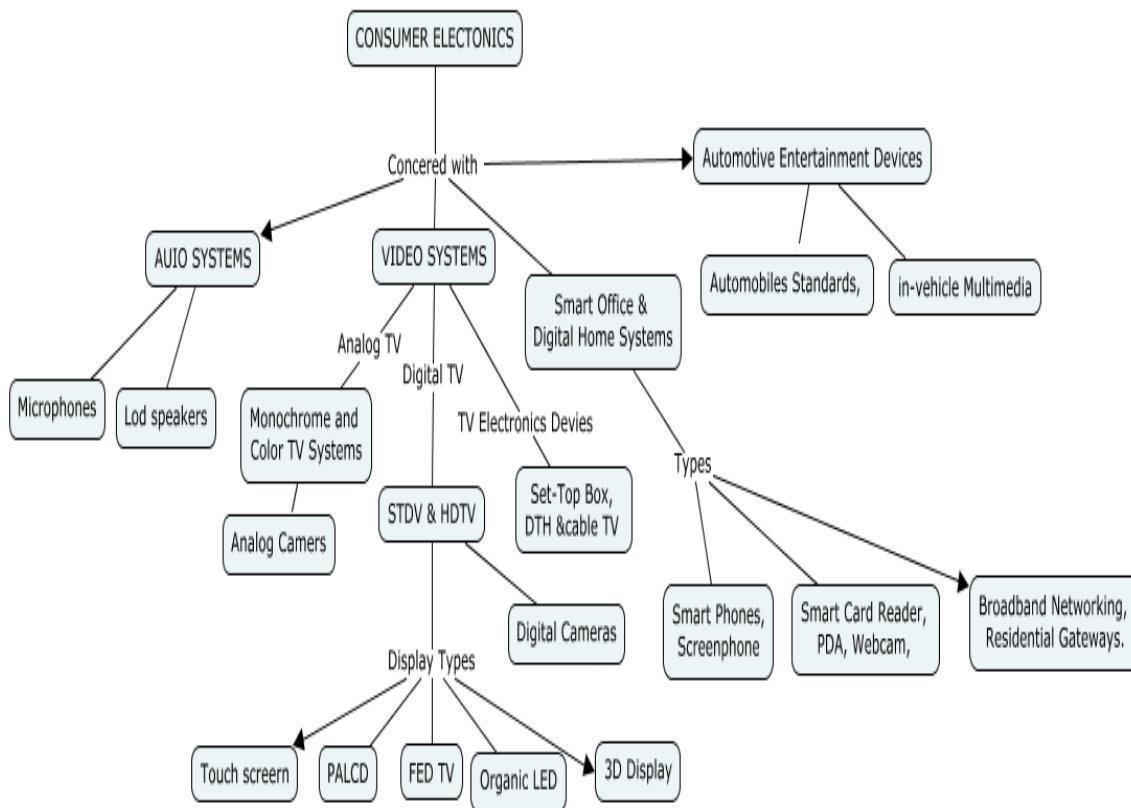 CONSUMER ELECTONICS
Concered with
Automotive Entertainment Devices
AUIO SYSTEMS
VIDEO SYSTEMS
Smart Office &
Digital Home Systems
Automobiles Standards,
in-vehicle Multimedia
Analog TV
Digital TV
TV Electronics Devies
Microphones
Lod speakers
Monochrome and
Color TV Systems
Types
STDV & HDTV
Set-Top Box,
DTH &cable TV
Analog Camers
Digital Cameras
Smart Phones,
Screenphone
Smart Card Reader,
PDA, Webcam,
Broadband Networking,
Residential Gateways.
Display Types
Touch screern
PALCD
FED TV
Organic LED
3D Display